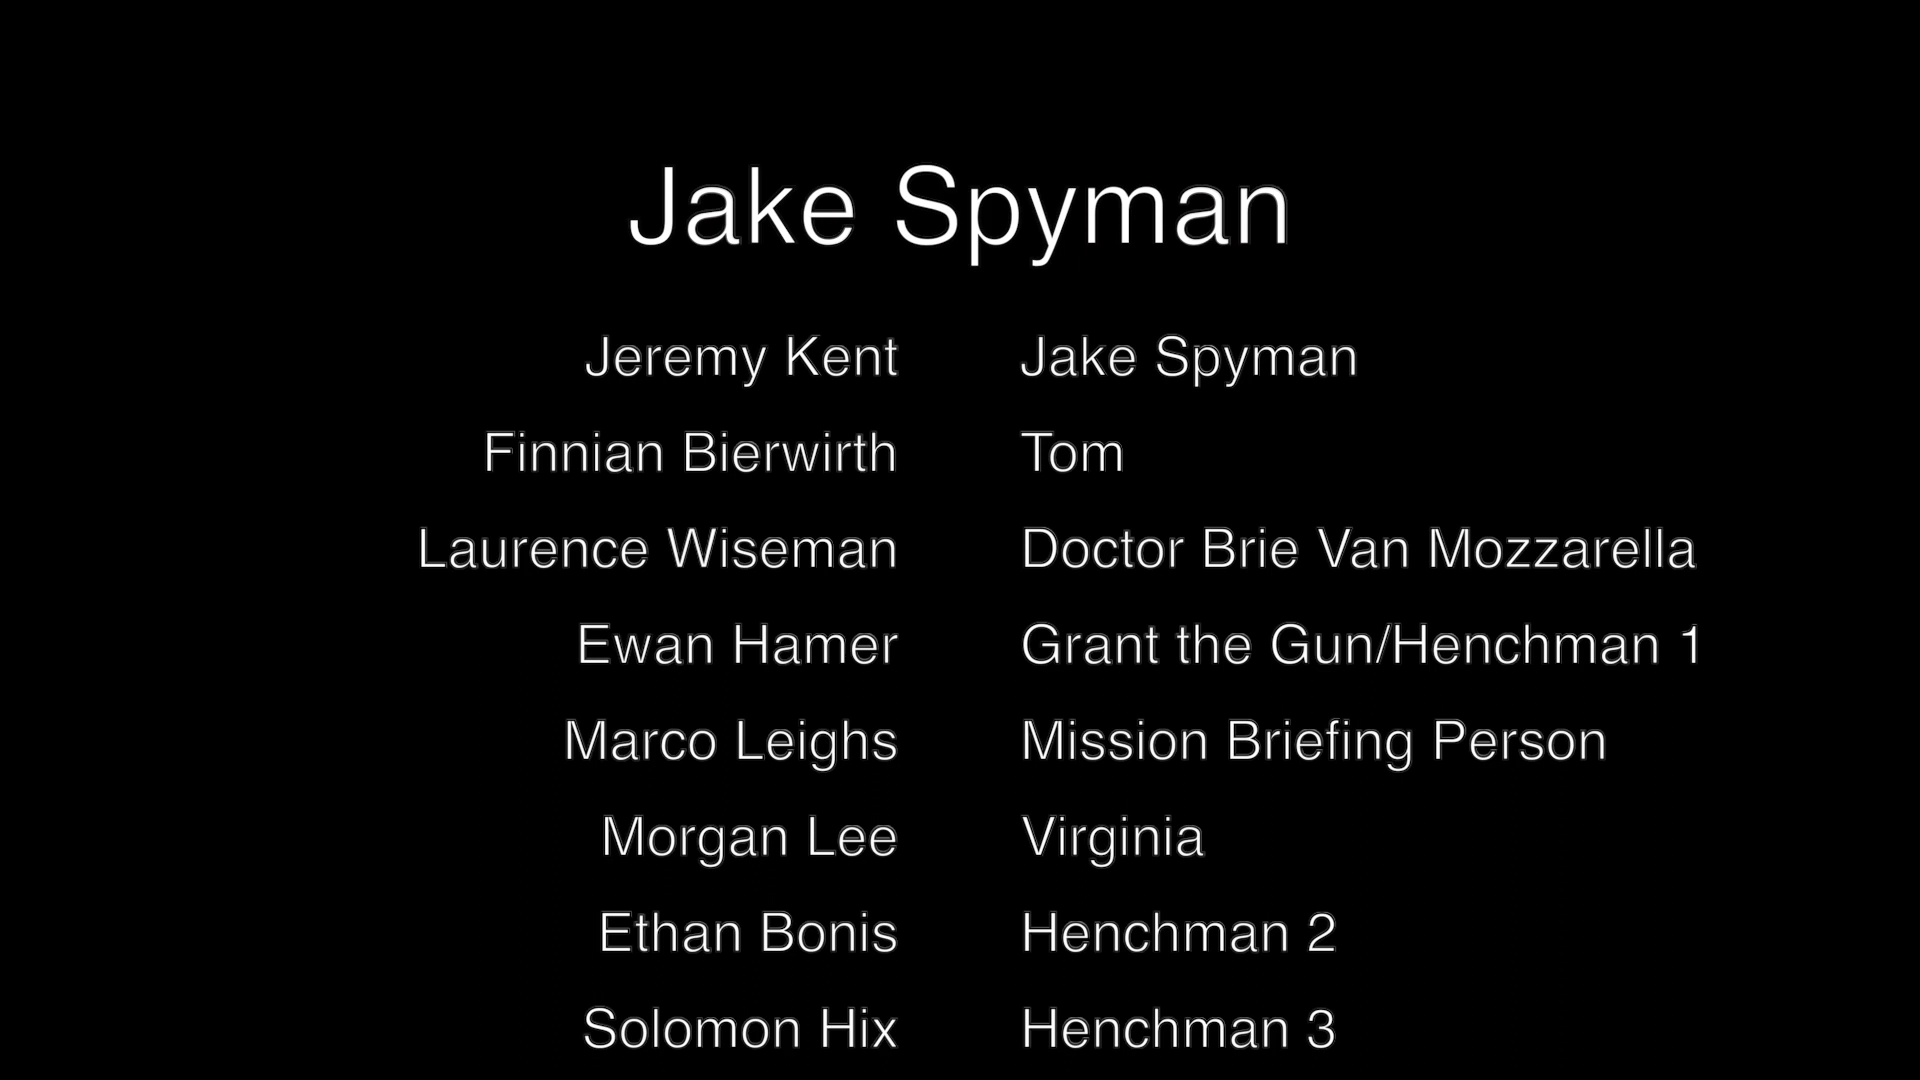 Jake Spyman
Jeremy Kent Jake Spyman
Finnian Bierwirth Tom
Laurence Wiseman Doctor Brie Van Mozzarella
Ewan Hamer Grant the Gun/Henchman 1
Marco Leighs Mission Briefing Person
Morgan Lee Virginia
Ethan Bonis Henchman 2
Solomon Hix Henchman 3